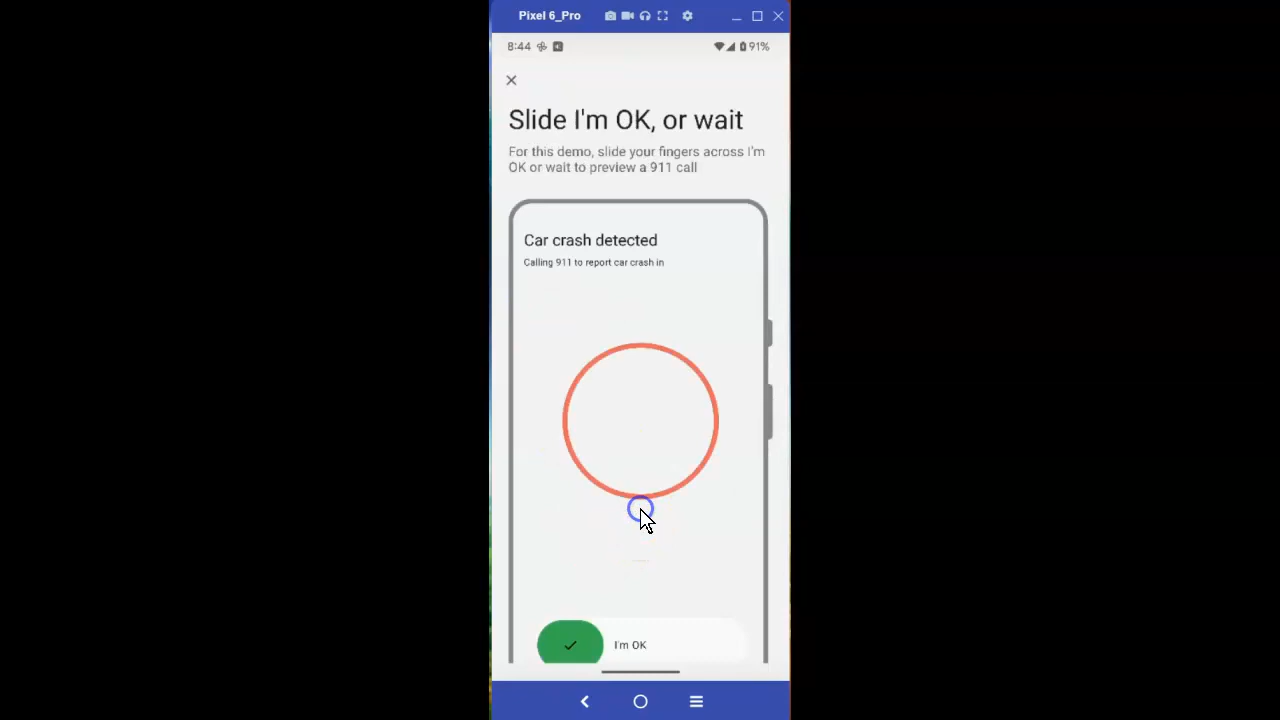 Pixel 6_Pro
8:44 91%
Slide I'm OK, or wait
For this demo, slide your fingers across I'm
OK or wait to preview a 911 call
Car crash detected
Calling 911 to report car crash in
I'm OK